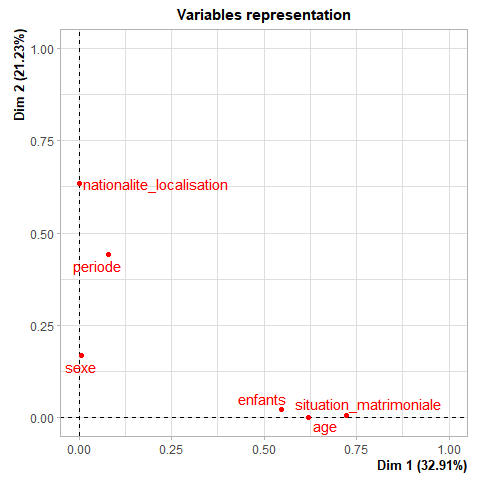 Variables representation
Dim 2 (21.23%)
1.00
0.75
0.50
0.25
0.00
nationalite_localisation
periode
sexe
enfants
situation_matrimoniale
age
0.00
0.25
0.50
0.75
1.00
Dim 1 (32.91%)